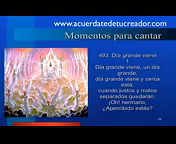 www.acuerdatedetucreador.com
Momentos para cantar
493. Día grande viene
1
Día grande viene, un día
grande,
día grande viene y cerca
está,
cuando justos y malos
separados quedarán.
¡Oh! hermano,
¿Apercibido estás?